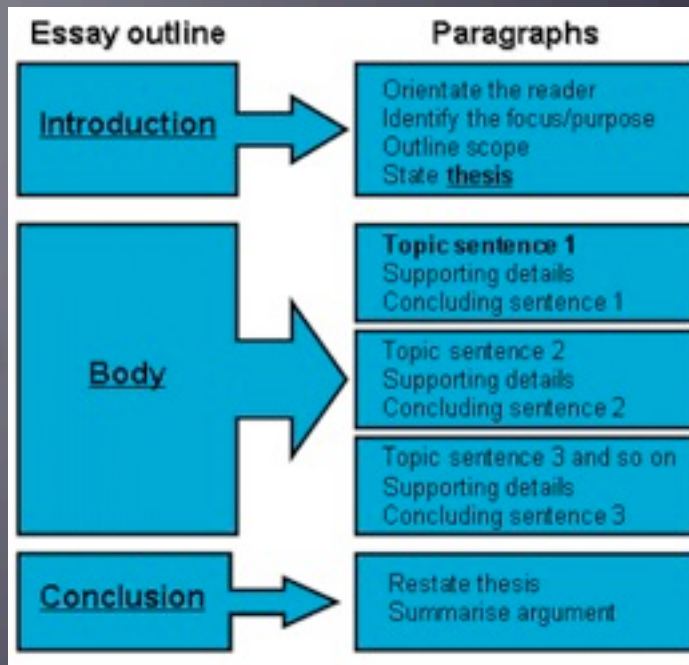 Essay outline
Paragraphs
Introduction
Orientate the reader
Identify the focus/purpose
Outline scope
State thesis
Body
Topic sentence 1
Supporting details
Concluding sentence 1
Topic sentence 2
Supporting details
Concluding sentence 2
Topic sentence 3 and so on
Supporting details
Concluding sentence 3
Conclusion
Restate thesis
Summarise argument